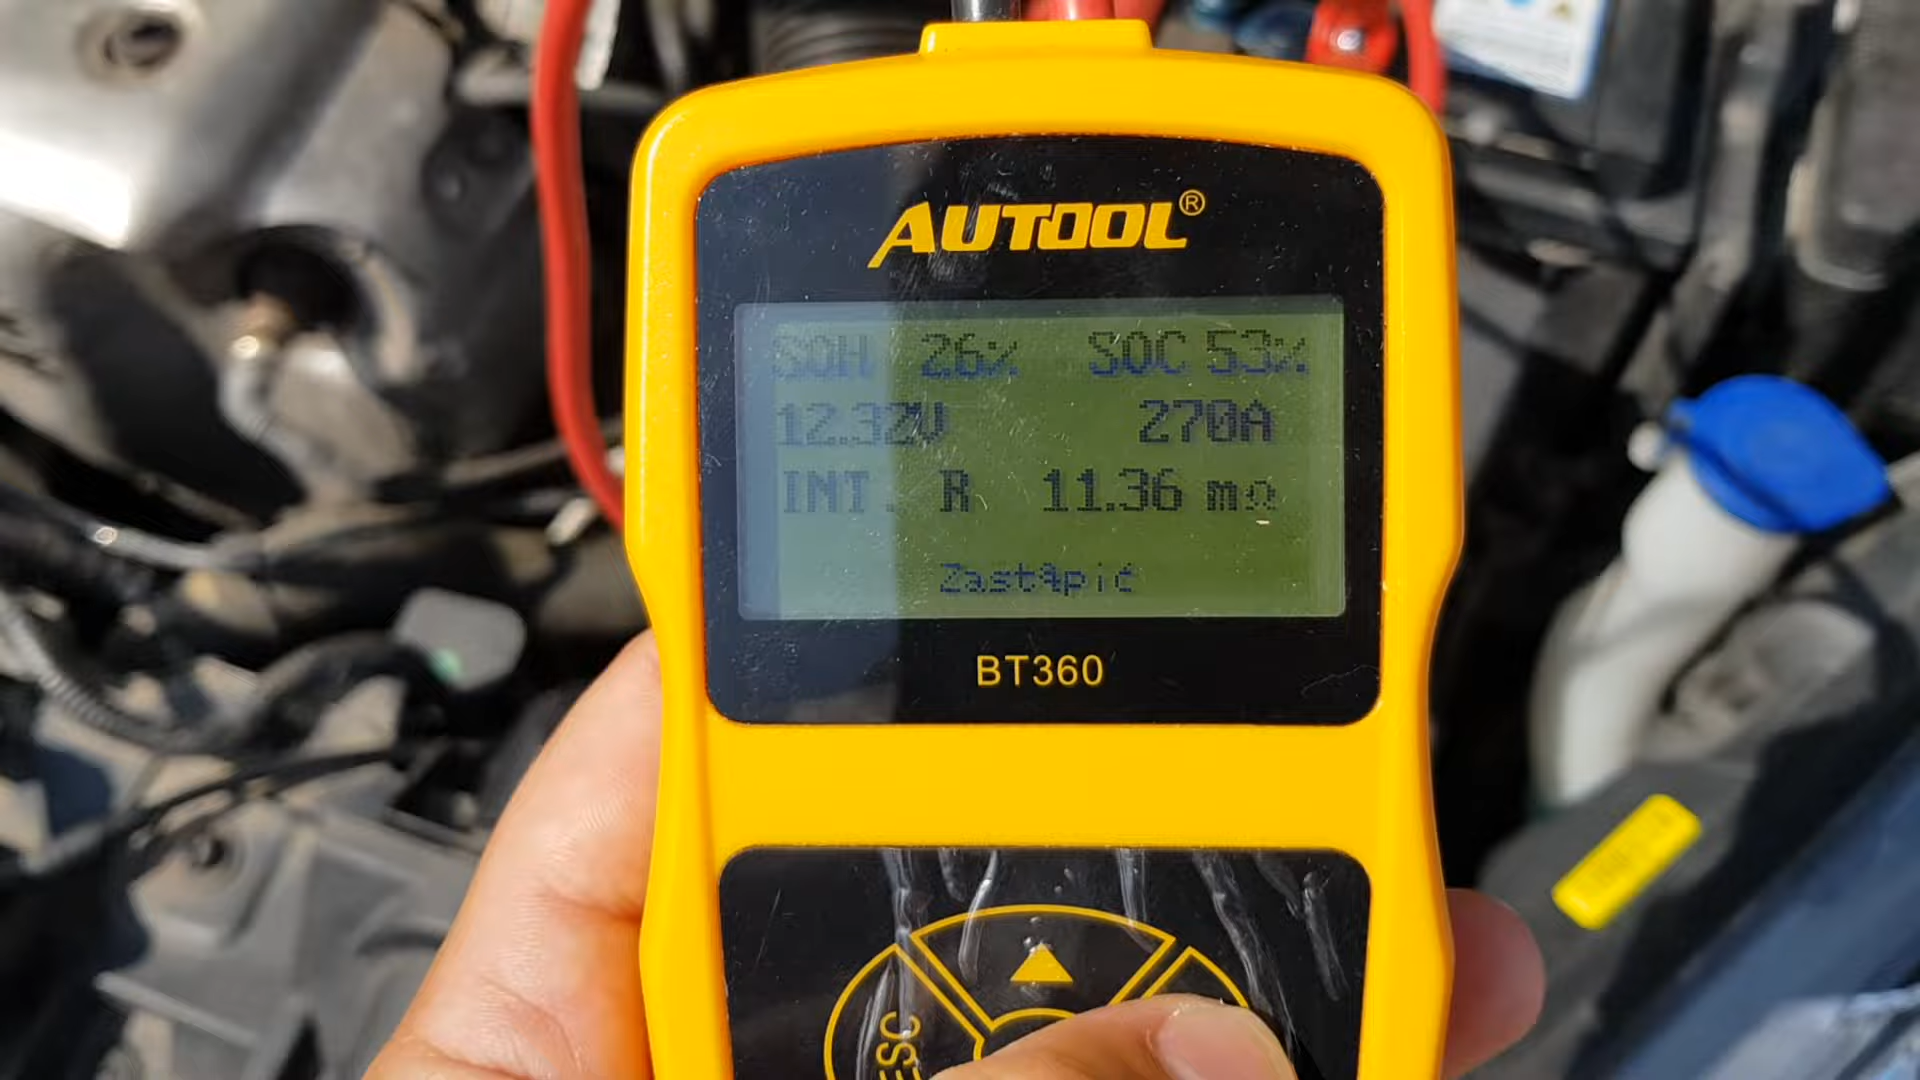 AUTOOL®
SOH 26% SOC 53%
12.32V 270A
INT. R 11.36 mΩ
Zastąpić
BT360
ESC